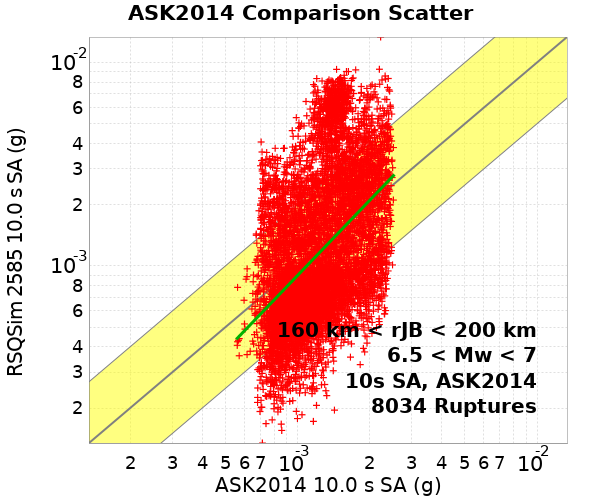 ASK2014 Comparison Scatter
RSQSim 2585 10.0 s SA (g)
10-2
8
6
4
3
2
10-3
8
6
4
3
2
160 km < rJB < 200 km
6.5 < Mw < 7
10s SA, ASK2014
8034 Ruptures
2 3 4 5 6 7 10-3 2 3 4 5 6 7 10-2
ASK2014 10.0 s SA (g)